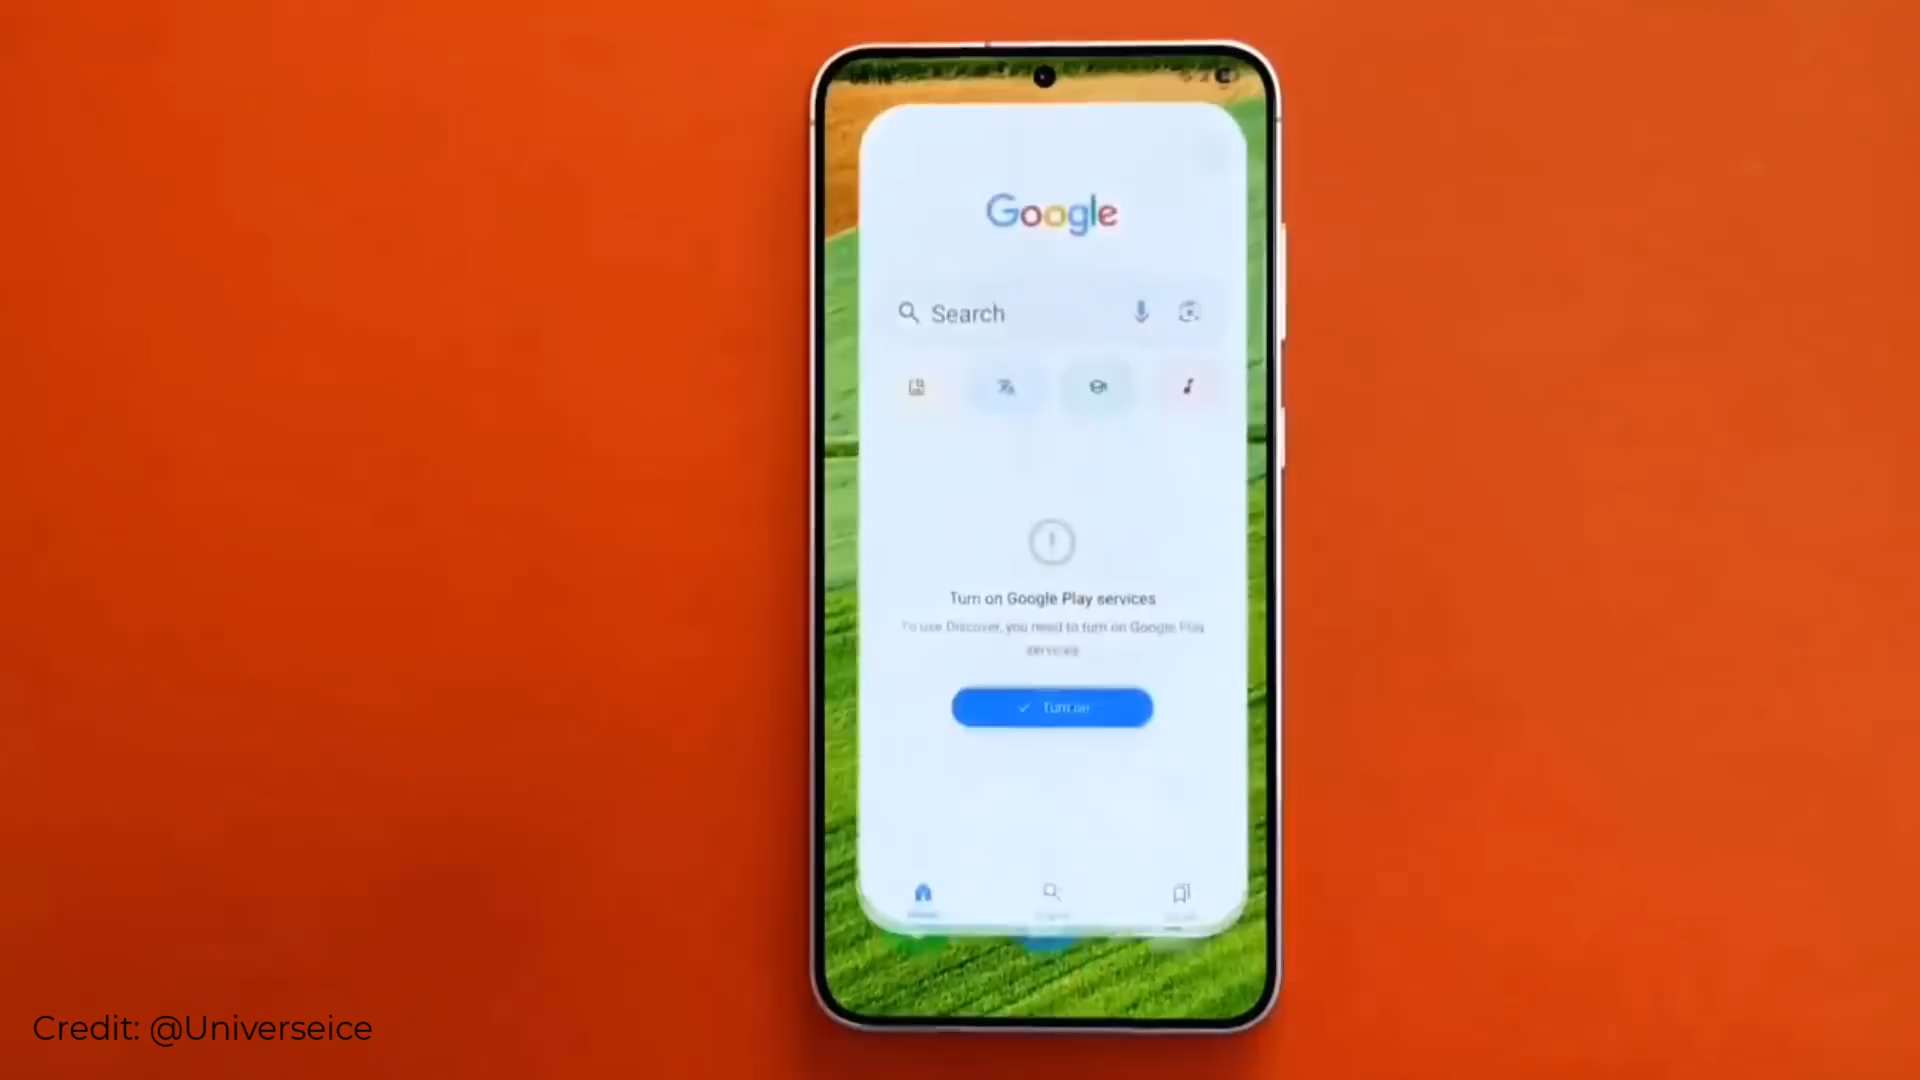 Google
Search
Turn on Google Play services
To use Discover, you need to turn on Google Play
services
Turn on
Credit: @Universeice